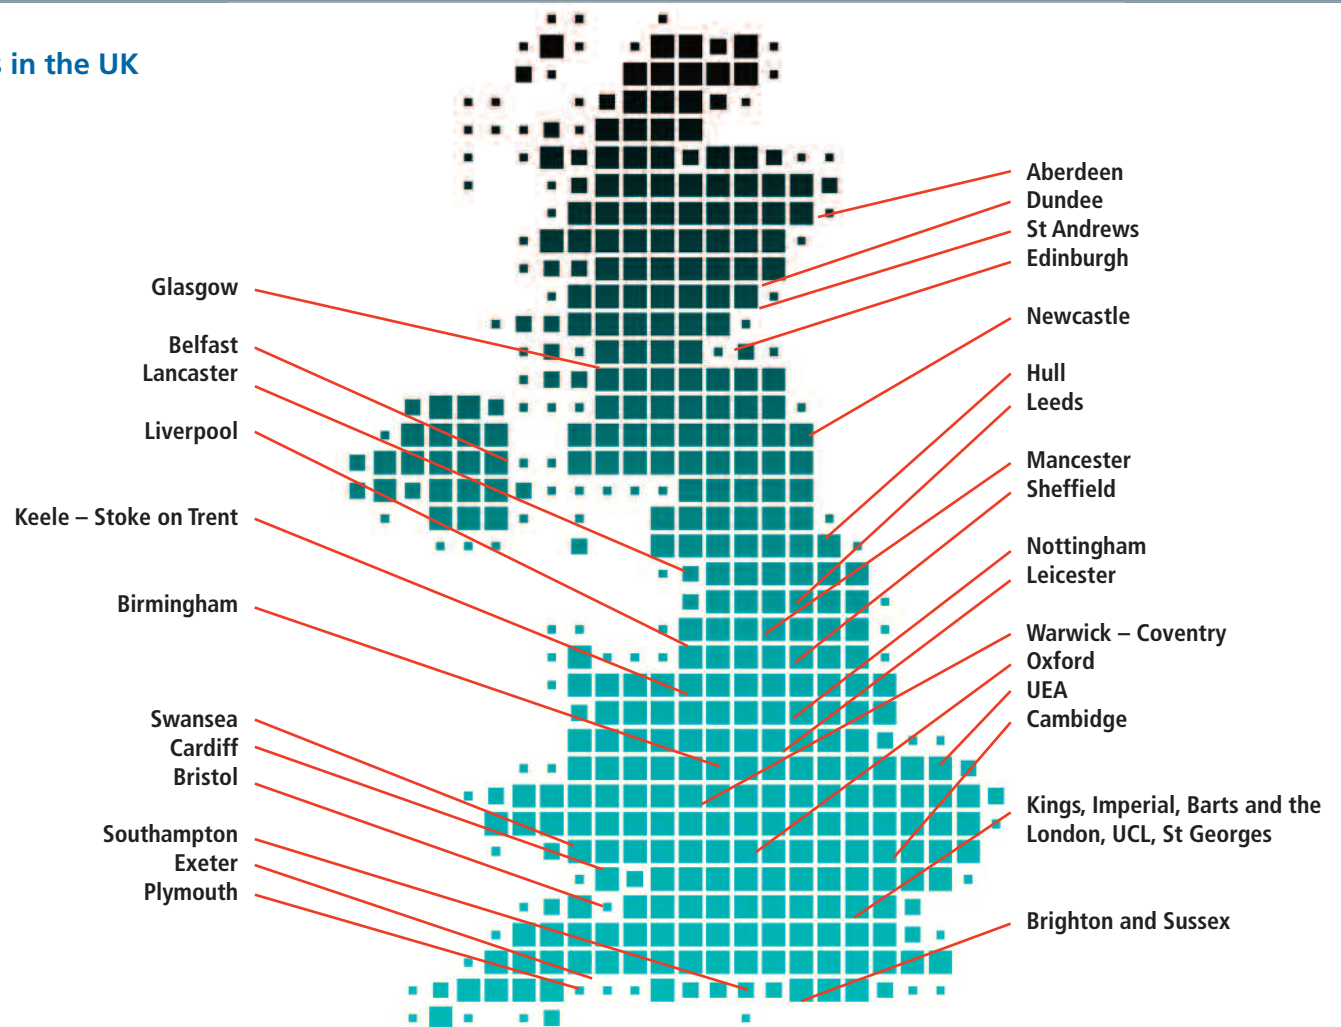 s in the UK
Glasgow
Belfast
Lancaster
Liverpool
Keele – Stoke on Trent
Birmingham
Swansea
Cardiff
Bristol
Southampton
Exeter
Plymouth
Aberdeen
Dundee
St Andrews
Edinburgh
Newcastle
Hull
Leeds
Mancester
Sheffield
Nottingham
Leicester
Warwick – Coventry
Oxford
UEA
Cambidge
Kings, Imperial, Barts and the
London, UCL, St Georges
Brighton and Sussex